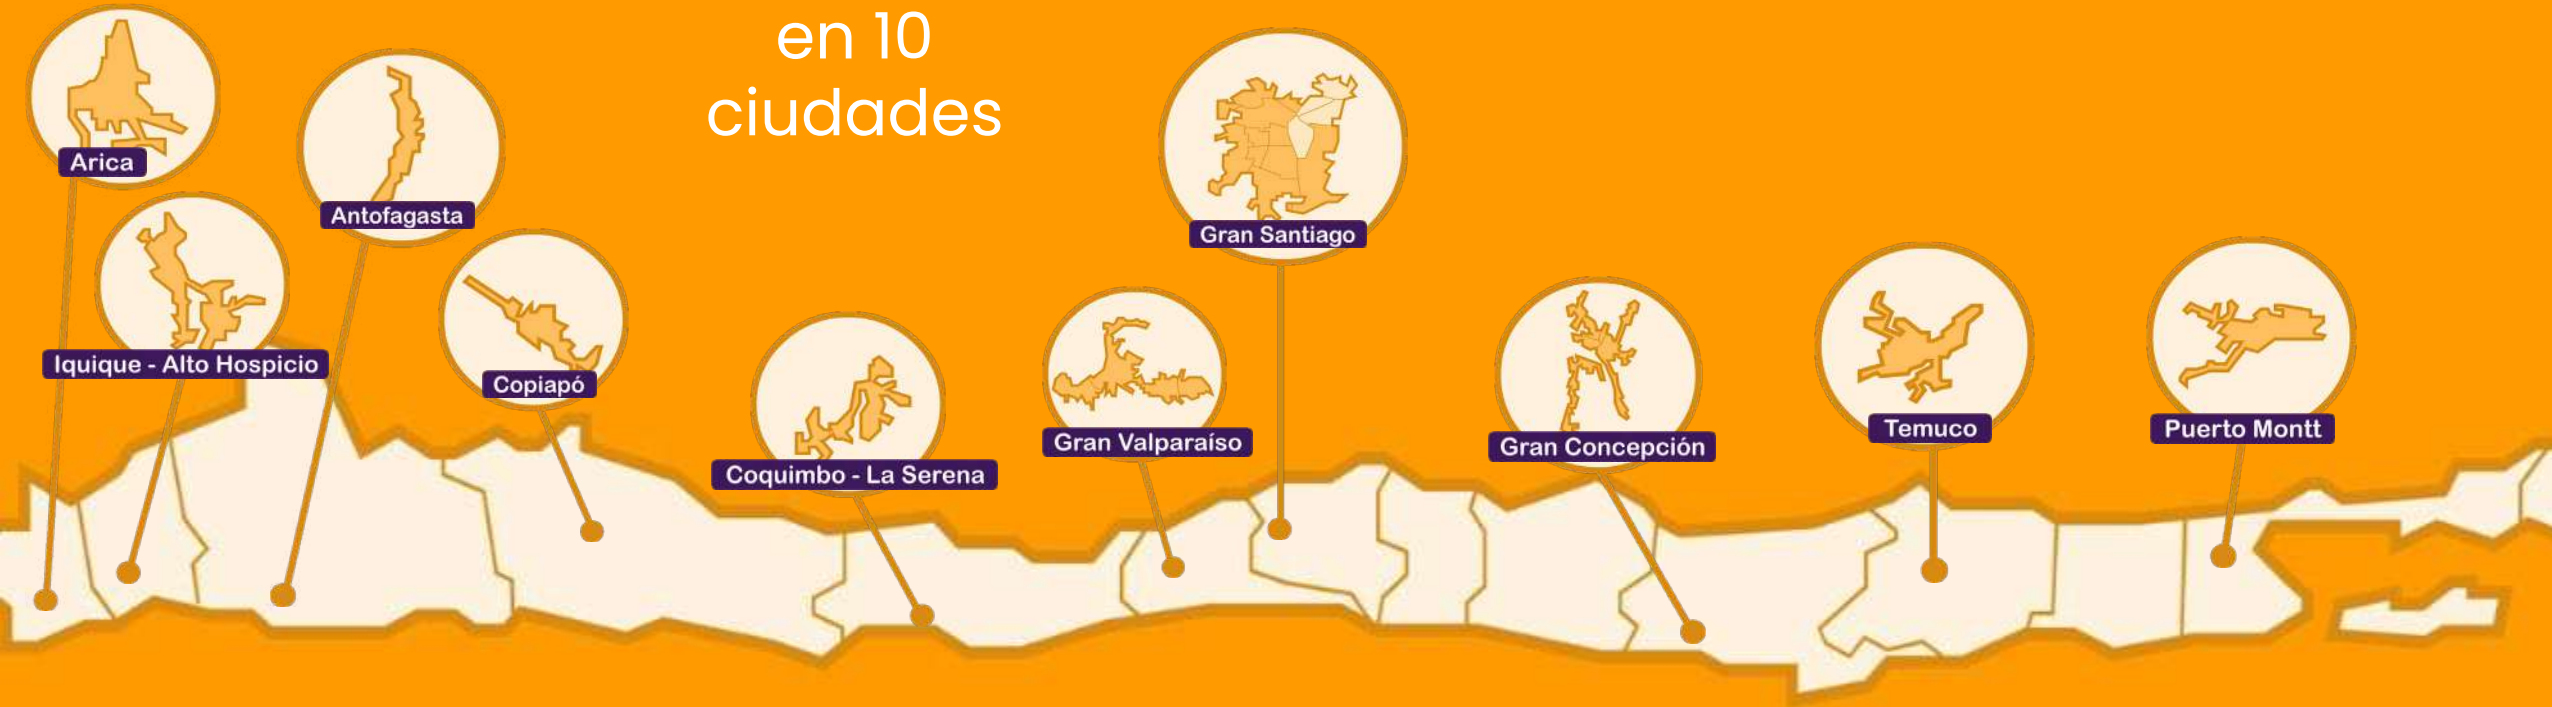 en 10
ciudades
Arica
Iquique - Alto Hospicio
Antofagasta
Copiapó
Coquimbo - La Serena
Gran Valparaíso
Gran Santiago
Gran Concepción
Temuco
Puerto Montt